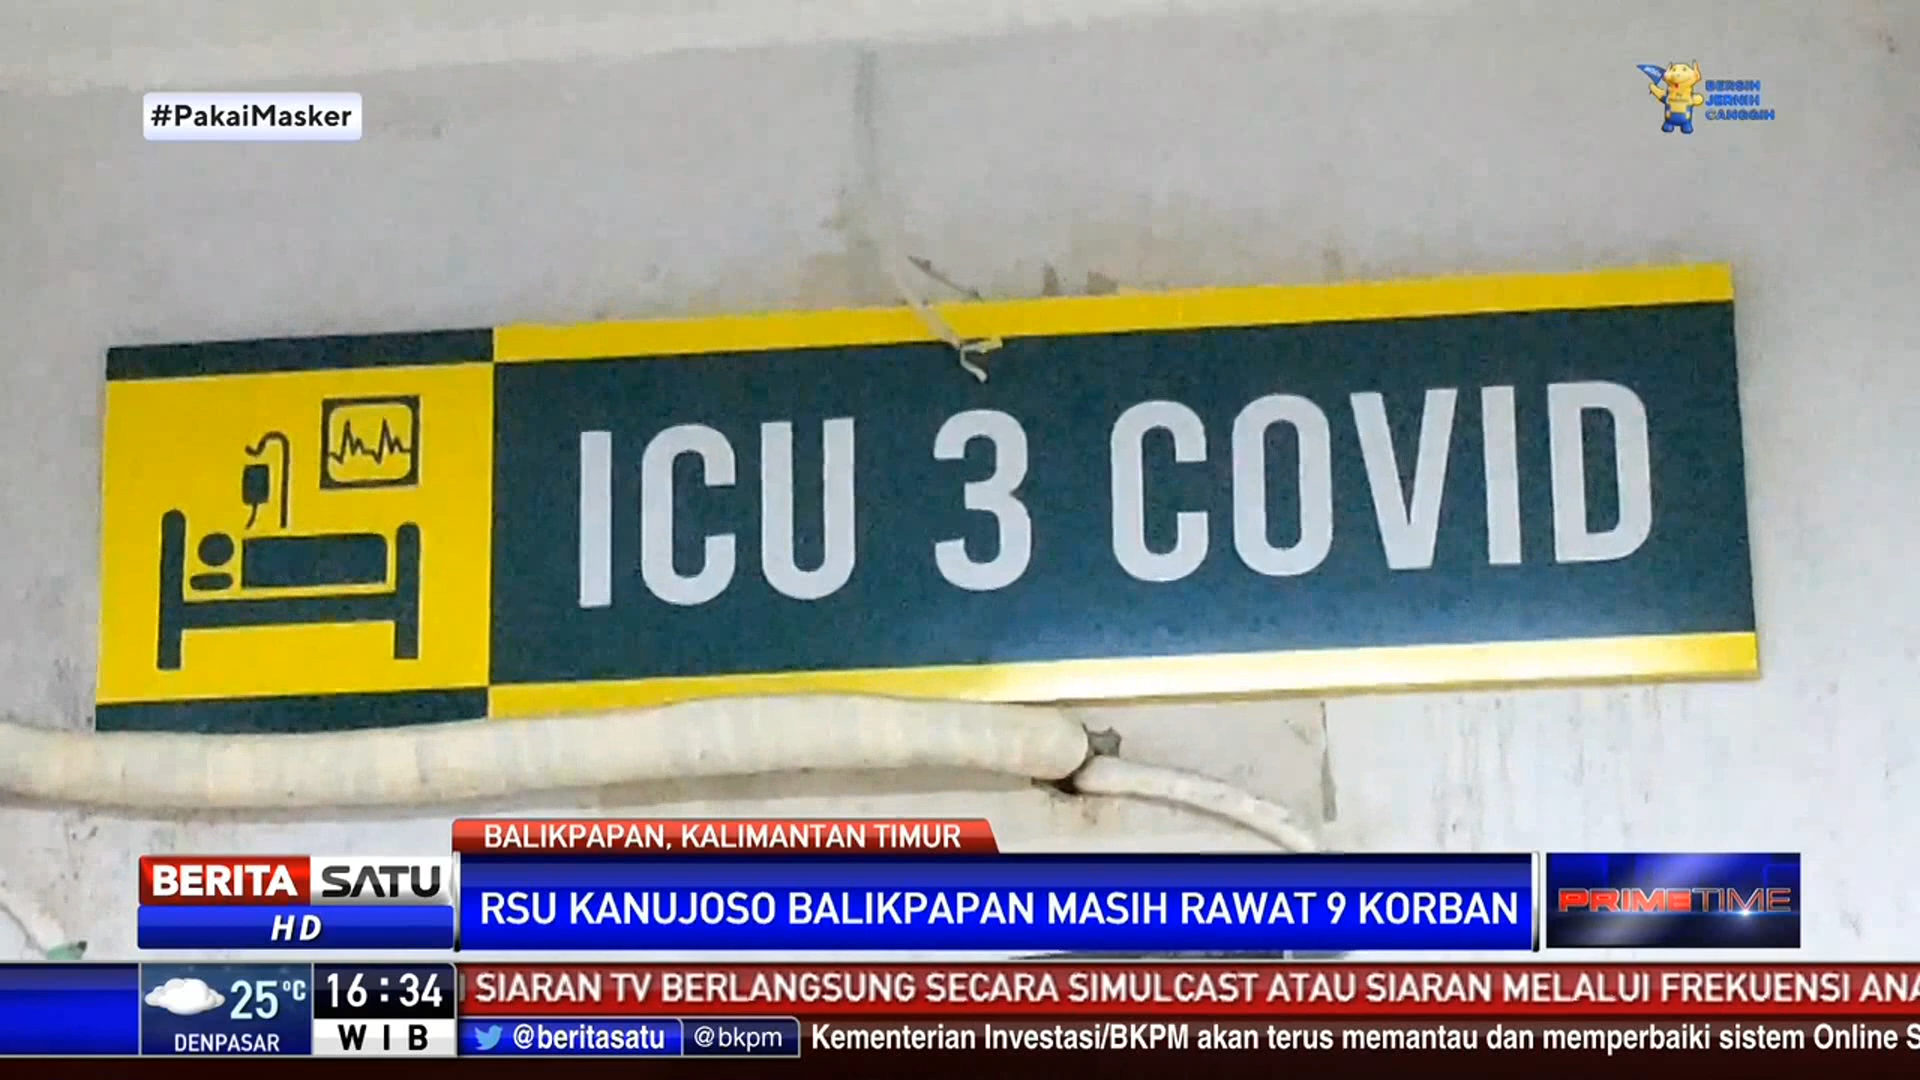 #PakaiMasker
BERSIH
JERNIH
CANGGIH
ICU 3 COVID
BALIKPAPAN, KALIMANTAN TIMUR
BERITA SATU
HD
RSU KANUJOSO BALIKPAPAN MASIH RAWAT 9 KORBAN
PRIMETIME
25°C
DENPASAR
16:34
WIB
SIARAN TV BERLANGSUNG SECARA SIMULCAST ATAU SIARAN MELALUI FREKUENSI ANA
@beritasatu
@bkpm
Kementerian Investasi/BKPM akan terus memantau dan memperbaiki sistem Online S